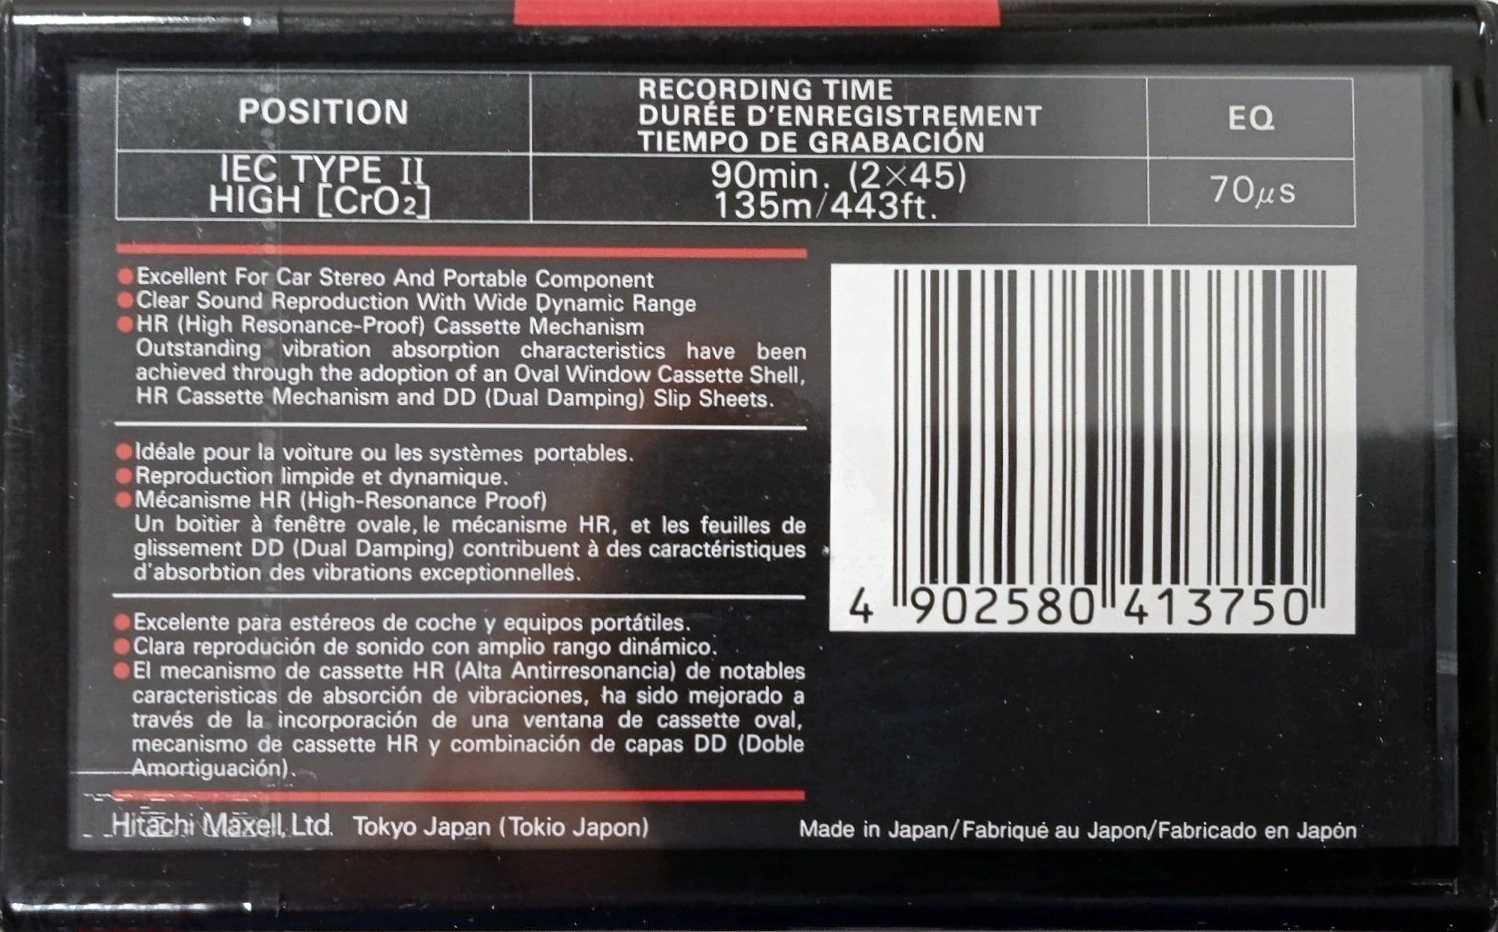 POSITION
RECORDING TIME
DURÉE D'ENREGISTREMENT
TIEMPO DE GRABACIÓN
EQ
IEC TYPE II
HIGH [CrO2]
90min. (2×45)
135m/443ft.
70μs
●Excellent For Car Stereo And Portable Component
●Clear Sound Reproduction With Wide Dynamic Range
●HR (High Resonance-Proof) Cassette Mechanism
Outstanding vibration absorption characteristics have been
achieved through the adoption of an Oval Window Cassette Shell,
HR Cassette Mechanism and DD (Dual Damping) Slip Sheets.
●Idéale pour la voiture ou les systèmes portables.
●Reproduction limpide et dynamique.
●Mécanisme HR (High-Resonance Proof)
Un boitier à fenêtre ovale, le mécanisme HR, et les feuilles de
glissement DD (Dual Damping) contribuent à des caractéristiques
d'absorbtion des vibrations exceptionnelles.
●Excelente para estéreos de coche y equipos portátiles.
●Clara reprodución de sonido con amplio rango dinámico.
●El mecanismo de cassette HR (Alta Antirresonancia) de notables
caracteristicas de absorción de vibraciones, ha sido mejorado a
través de la incorporación de una ventana de cassette oval,
mecanismo de cassette HR y combinación de capas DD (Doble
Amortiguación).
4 902580 413750
Hitachi Maxell, Ltd. Tokyo Japan (Tokio Japon)
Made in Japan/Fabriqué au Japon/Fabricado en Japón